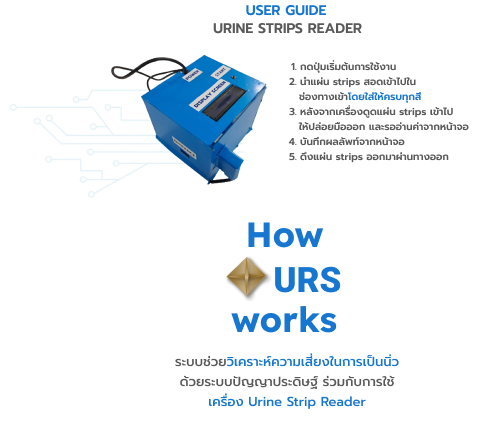 USER GUIDE
URINE STRIPS READER
POWER
START
DISPLAY SCREEN
1. กดปุ่มเริ่มต้นการใช้งาน
2. นำแผ่น strips สอดเข้าไปใน
ช่องทางเข้าโดยใส่ให้ครบทุกสี
3. หลังจากเครื่องดูดแผ่น strips เข้าไป
ให้ปล่อยมือออก และรออ่านค่าจากหน้าจอ
4. บันทึกผลลัพท์จากหน้าจอ
5. ดึงแผ่น strips ออกมาผ่านทางออก
How
URS
works
ระบบช่วยวิเคราะห์ความเสี่ยงในการเป็นนิ่ว
ด้วยระบบปัญญาประดิษฐ์ ร่วมกับการใช้
เครื่อง Urine Strip Reader